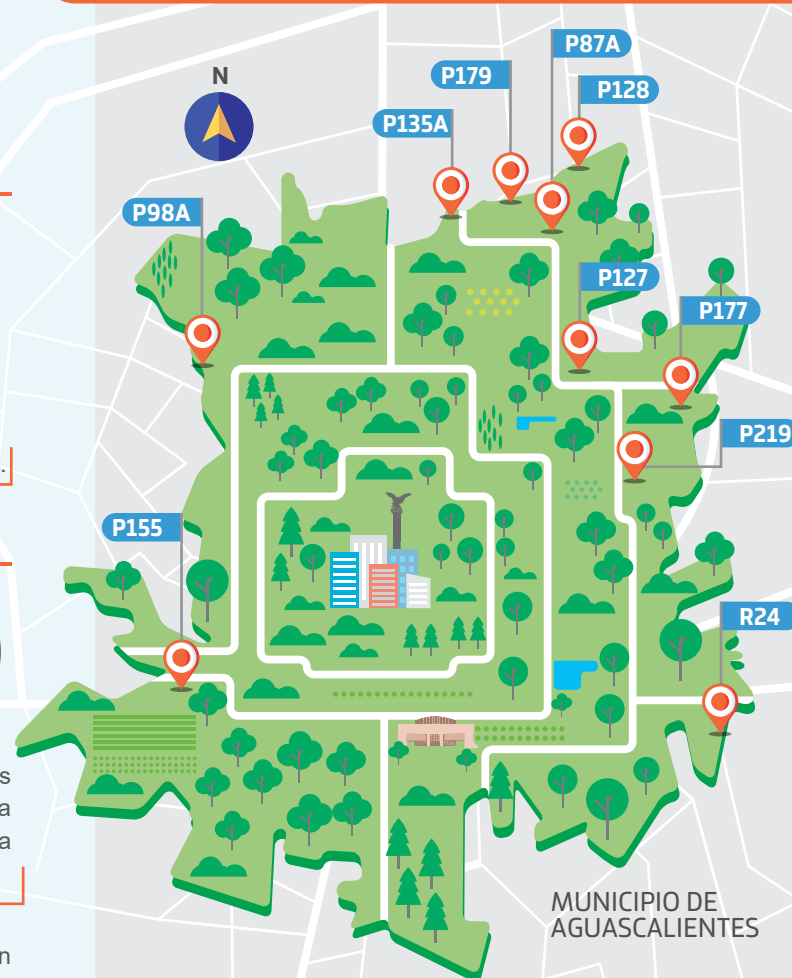 P87A
P179
P128
N
P135A
P98A
P127
P177
P219
.
P155
R24
s
a
a
MUNICIPIO DE
AGUASCALIENTES
n